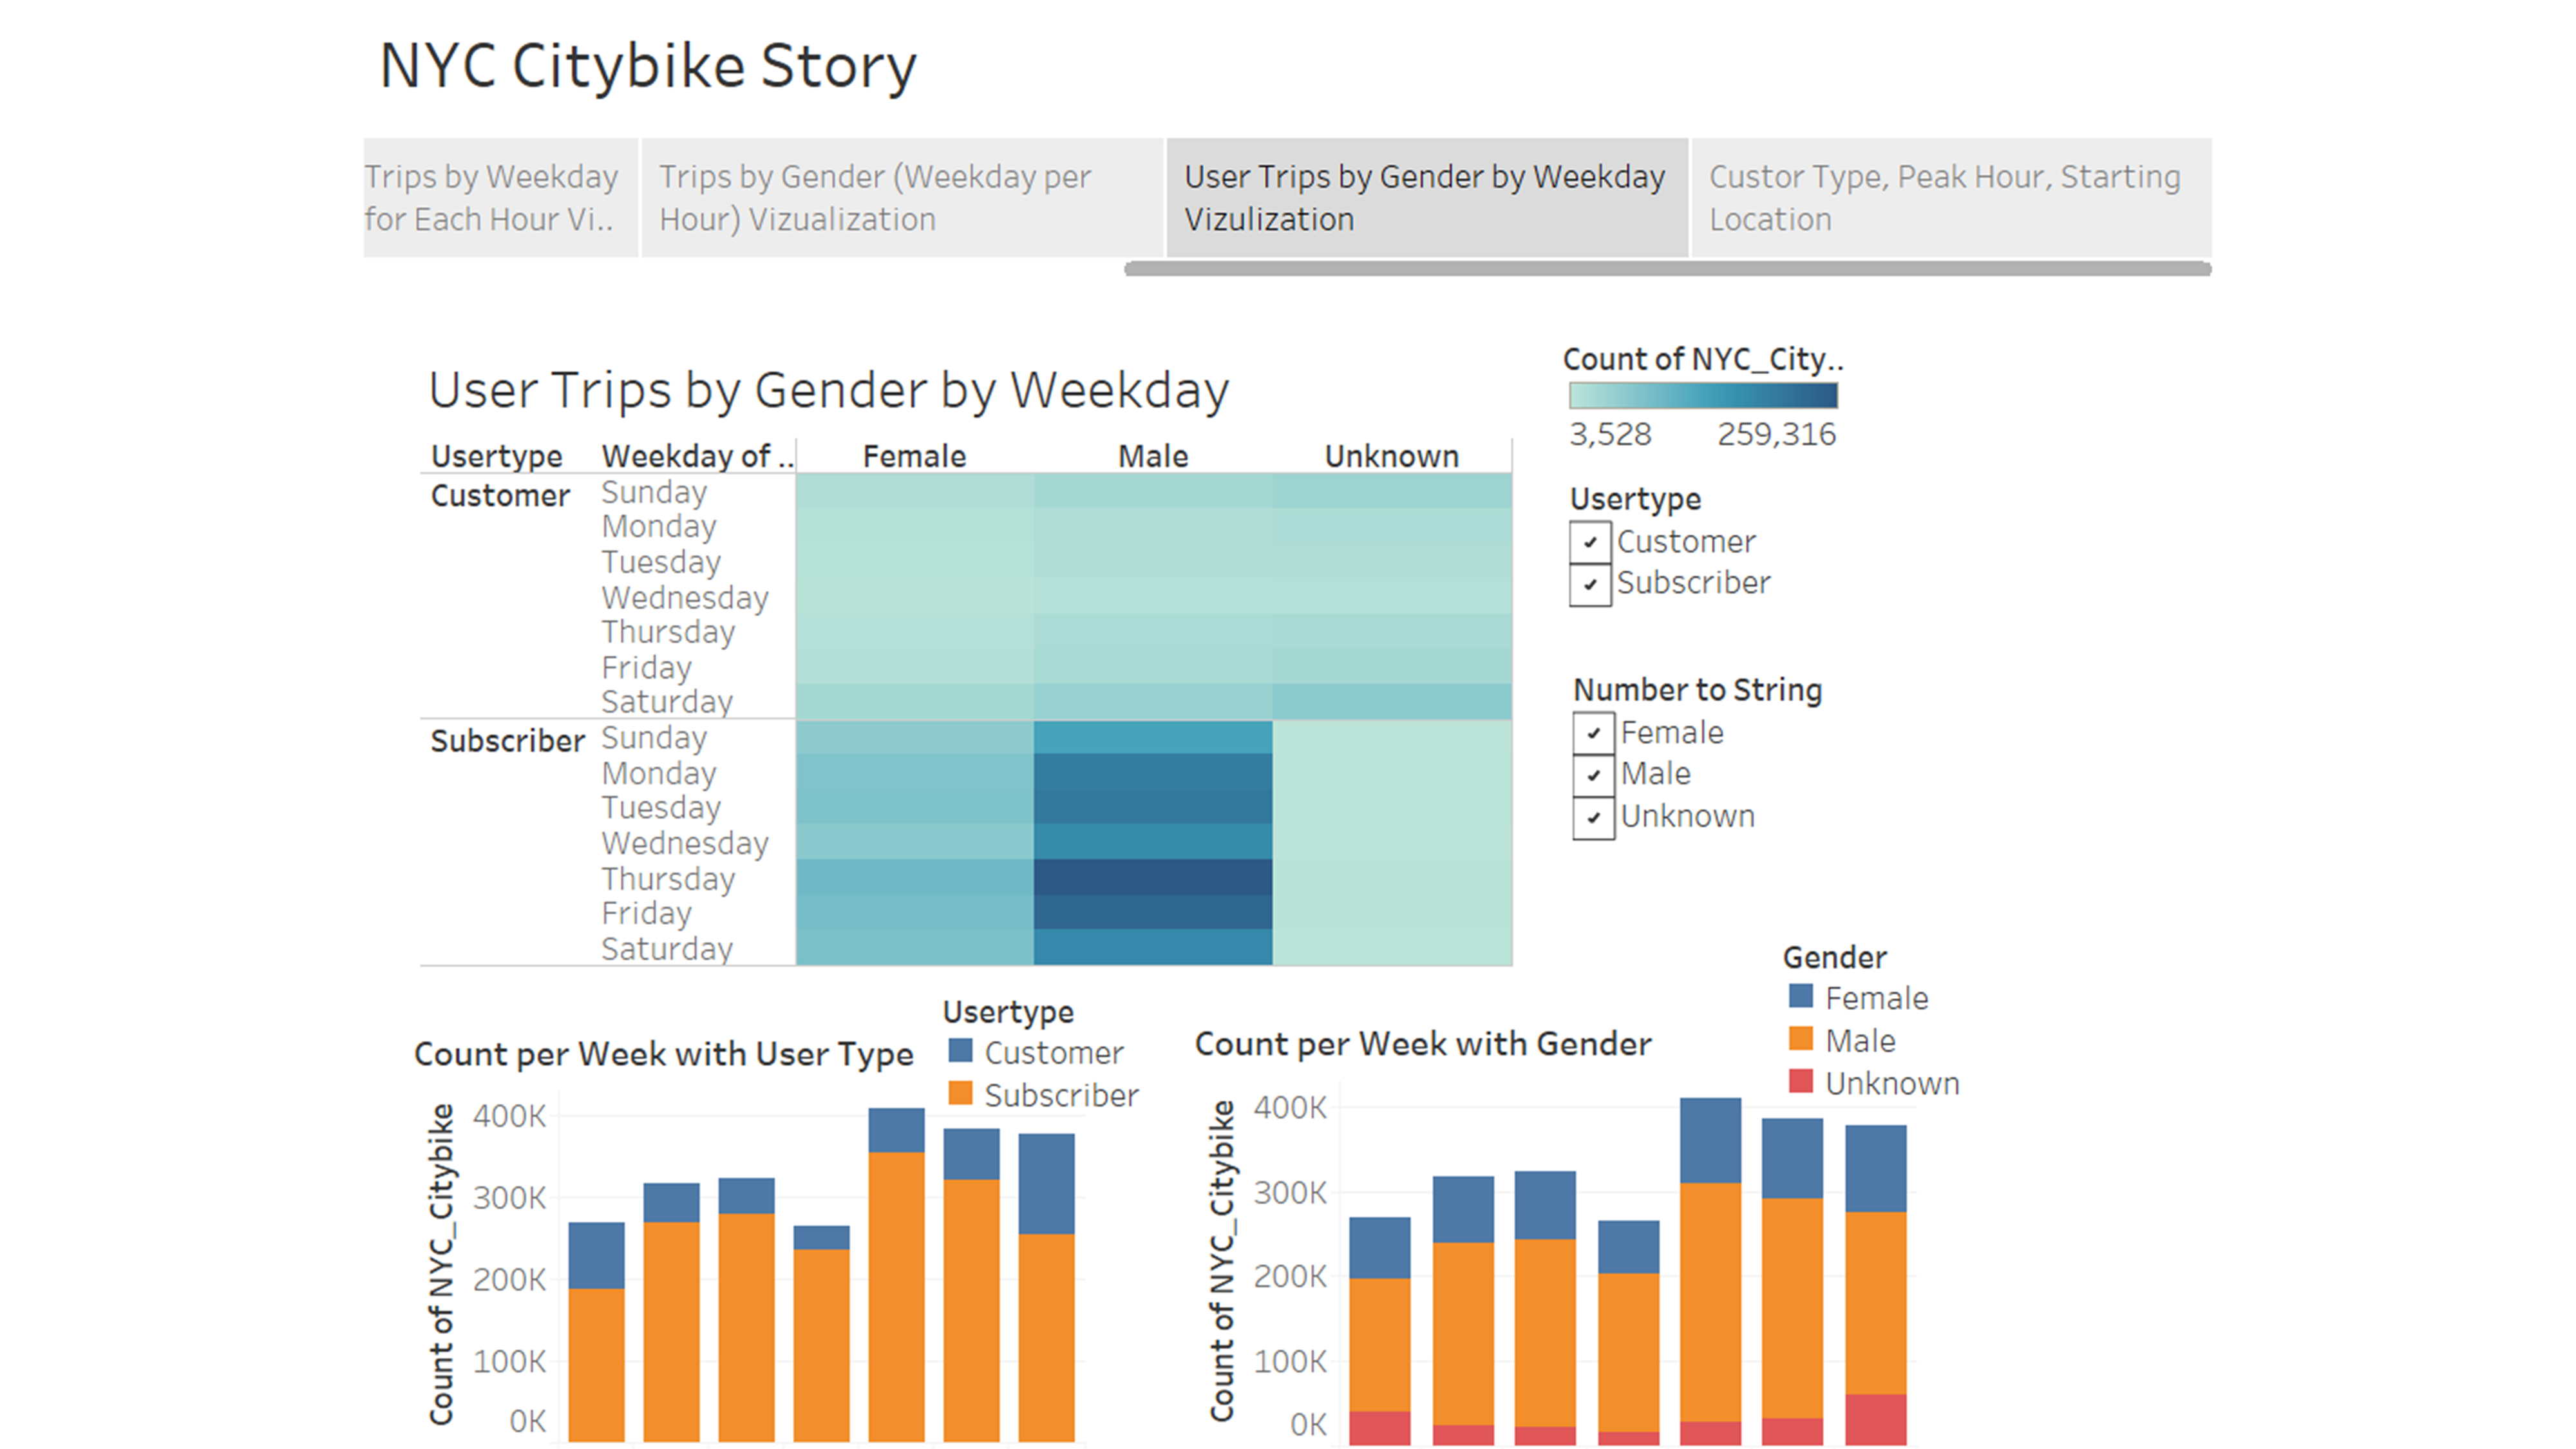 NYC Citybike Story
Trips by Weekday
for Each Hour Vi..
Trips by Gender (Weekday per
Hour) Vizualization
User Trips by Gender by Weekday
Vizulization
Custor Type, Peak Hour, Starting
Location
User Trips by Gender by Weekday
Usertype Weekday of .. Female Male Unknown
Customer Sunday
Monday
Tuesday
Wednesday
Thursday
Friday
Saturday
Subscriber Sunday
Monday
Tuesday
Wednesday
Thursday
Friday
Saturday
Count of NYC_City..
3,528 259,316
Usertype
Customer
Subscriber
Number to String
Female
Male
Unknown
Count per Week with User Type
Usertype
Customer
Subscriber
Count of NYC_Citybike
400K
300K
200K
100K
0K
Count per Week with Gender
Gender
Female
Male
Unknown
Count of NYC_Citybike
400K
300K
200K
100K
0K